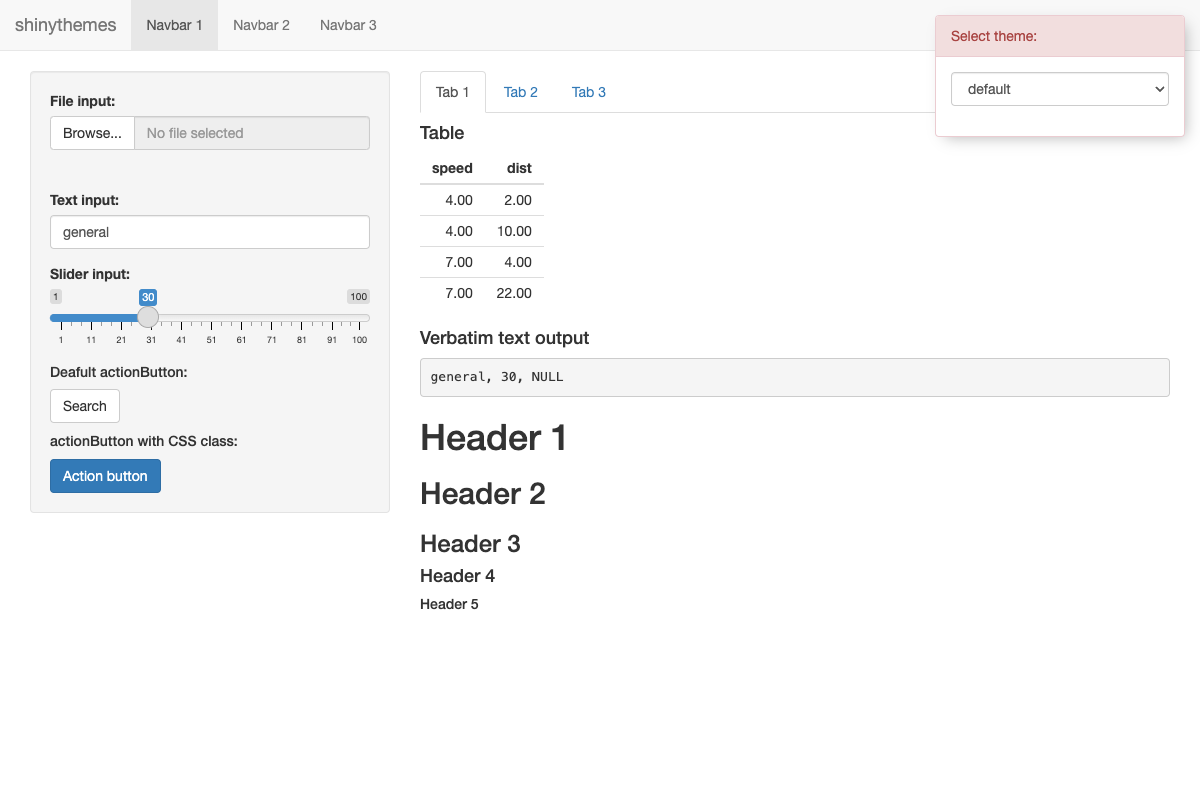 shinythemes Navbar 1 Navbar 2 Navbar 3
Select theme:
default
File input:
Browse... No file selected
Text input:
general
Slider input:
1 30 100
1 11 21 31 41 51 61 71 81 91 100
Deafult actionButton:
Search
actionButton with CSS class:
Action button
Tab 1 Tab 2 Tab 3
Table
speed dist
4.00 2.00
4.00 10.00
7.00 4.00
7.00 22.00
Verbatim text output
general, 30, NULL
Header 1
Header 2
Header 3
Header 4
Header 5